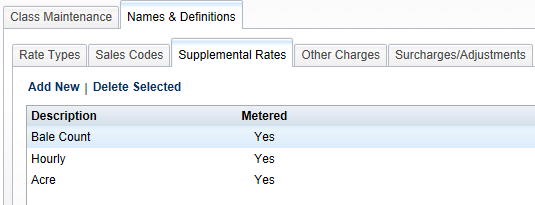 Class Maintenance Names & Definitions
Rate Types Sales Codes Supplemental Rates Other Charges Surcharges/Adjustments
Add New | Delete Selected
Description Metered
Bale Count Yes
Hourly Yes
Acre Yes